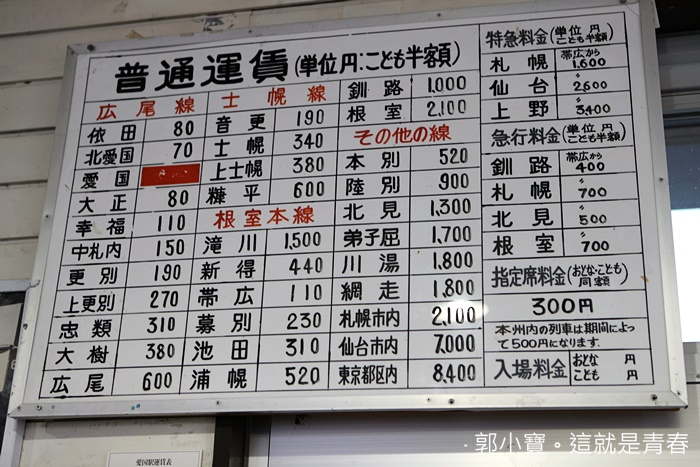 普通運賃(単位円:こども半額)
広尾線
依田 80
北愛国 70
愛国
大正 80
幸福 110
中札内 150
更別 190
上更別 270
忠類 310
大樹 380
広尾 600
士幌線
音更 190
士幌 340
上士幌 380
糠平 600
根室本線
滝川 1,500
新得 440
帯広 110
幕別 230
池田 310
浦幌 520
釧路 1,000
根室 2,100
その他の線
本別 520
陸別 900
北見 1,300
弟子屈 1,700
川湯 1,800
網走 1,800
札幌市内 2,100
仙台市内 7,000
東京都区内 8,400
特急料金(単位 円 こども半額)
札幌 帯広から 1,600
仙台 〃 2,600
上野 〃 3,400
急行料金(単位 円 こども半額)
釧路 帯広から 400
札幌 〃 700
北見 〃 500
根室 〃 700
指定席料金(おとな・こども 同額)
300円
本州内の列車は期間によっ
て500円になります.
入場料金 おとな 円
こども 円
愛国駅運賃表
郭小寶。這就是青春